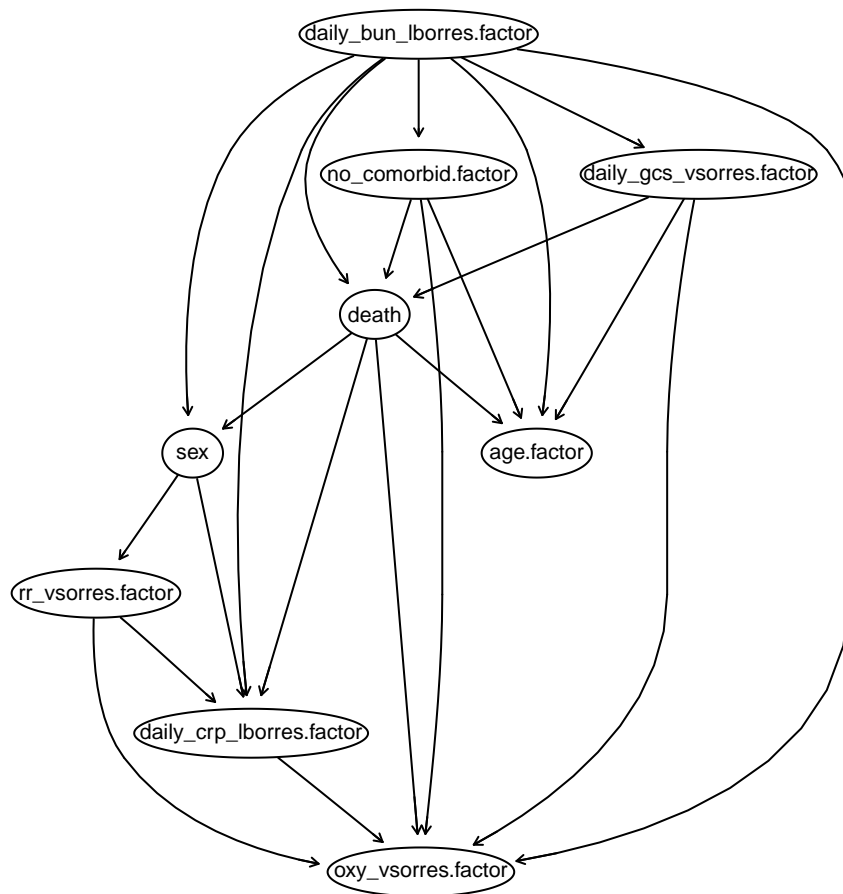 daily_bun_lborres.factor
no_comorbid.factor
daily_gcs_vsorres.factor
death
sex
age.factor
rr_vsorres.factor
daily_crp_lborres.factor
oxy_vsorres.factor